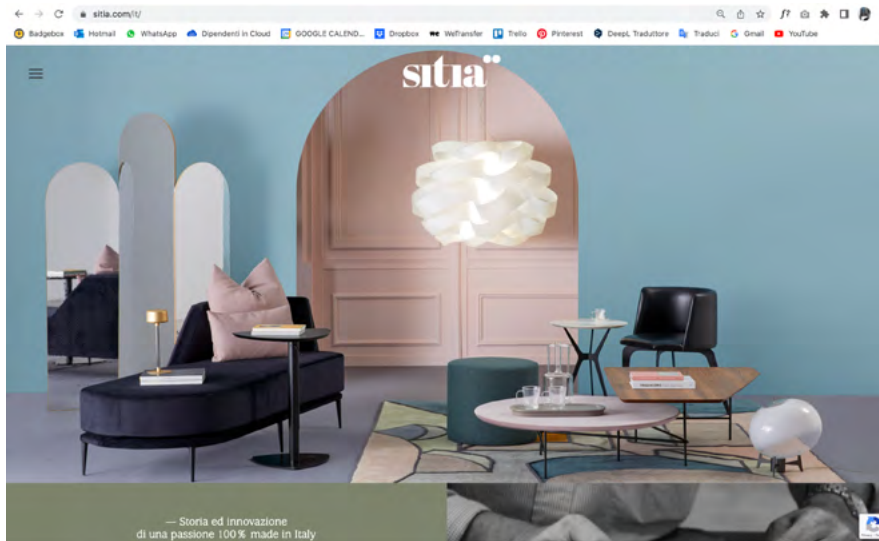 sitia.com/it/
Badgebox Hotmail WhatsApp Dipendenti in Cloud GOOGLE CALEND... Dropbox WeTransfer Trello Pinterest DeepL Traduttore Traduci Gmail YouTube
sitia
— Storia ed innovazione
di una passione 100% made in Italy